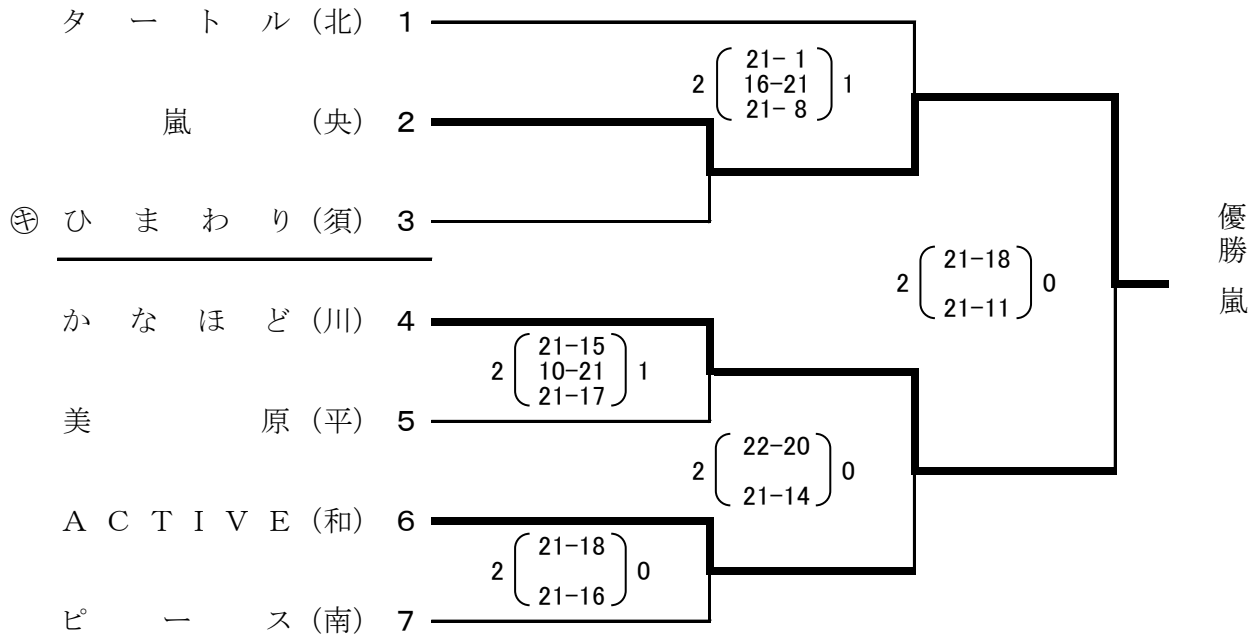 タートル（北） 1
嵐（央） 2
㋖ ひまわり（須） 3
かなほど（川） 4
美原（平） 5
ＡＣＴＩＶＥ（和） 6
ピース（南） 7
2 21-15 1
10-21
21-17
2 21-18 0
21-16
2 21- 1 1
16-21
21- 8
2 22-20 0
21-14
2 21-18 0
21-11
優勝 嵐